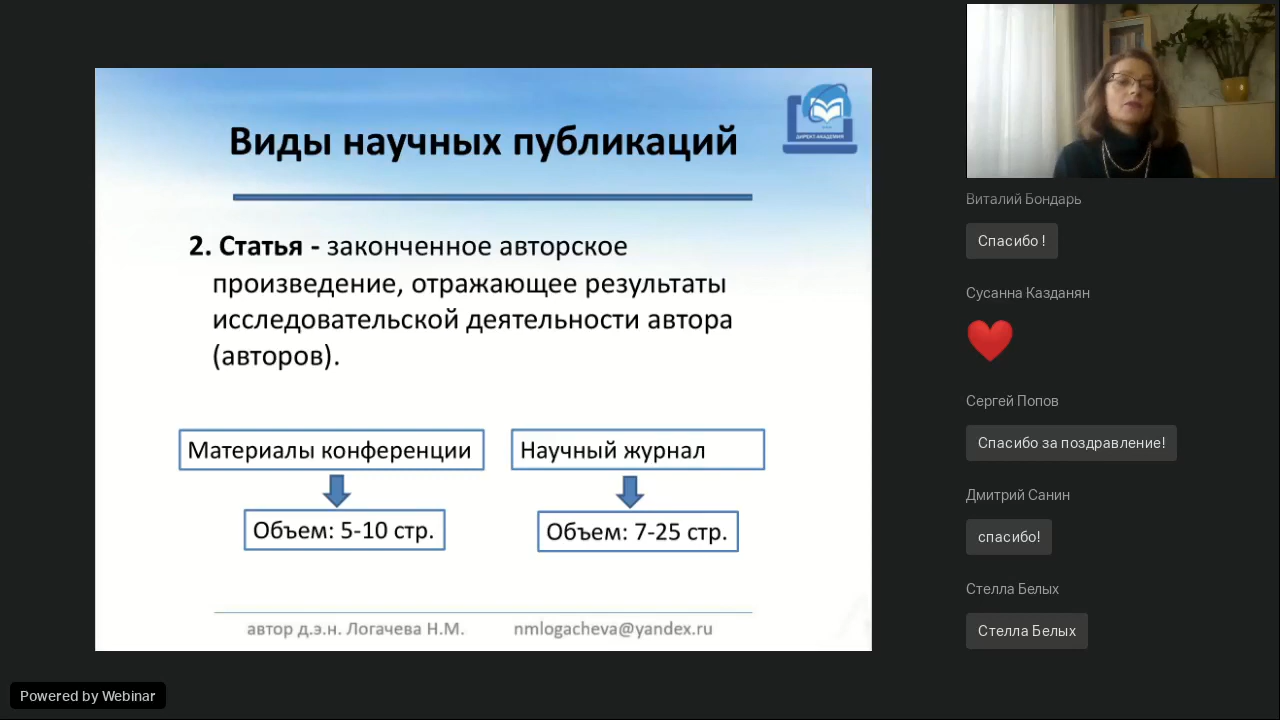 Виды научных публикаций
ДИРЕКТ-АКАДЕМИЯ
2. Статья - законченное авторское
произведение, отражающее результаты
исследовательской деятельности автора
(авторов).
Материалы конференции
Научный журнал
Объем: 5-10 стр.
Объем: 7-25 стр.
автор д.э.н. Логачева Н.М.
nmlogacheva@yandex.ru
Виталий Бондарь
Спасибо !
Сусанна Казданян
Сергей Попов
Спасибо за поздравление!
Дмитрий Санин
спасибо!
Стелла Белых
Стелла Белых
Powered by Webinar